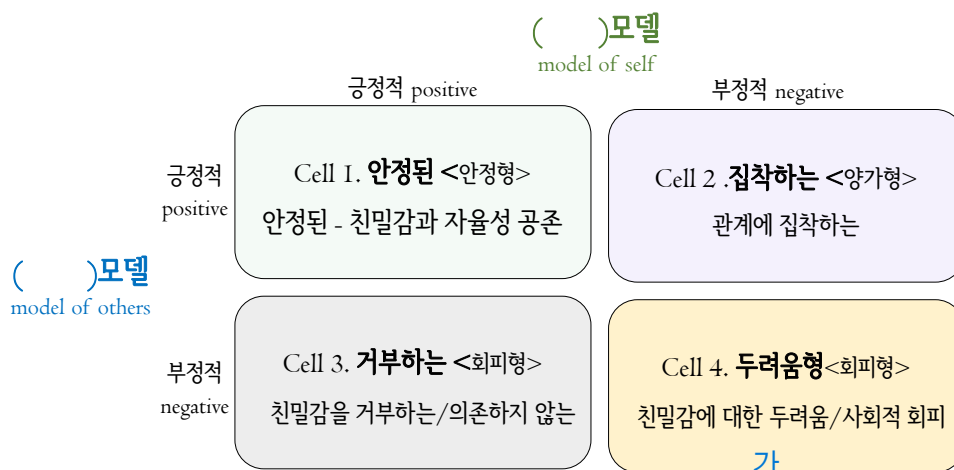 (      )모델
model of self
긍정적 positive
부정적 negative
긍정적
positive
Cell 1. 안정된 <안정형>
안정된 - 친밀감과 자율성 공존
Cell 2 .집착하는 <양가형>
관계에 집착하는
(      )모델
model of others
부정적
negative
Cell 3. 거부하는 <회피형>
친밀감을 거부하는/의존하지 않는
Cell 4. 두려움형<회피형>
친밀감에 대한 두려움/사회적 회피
가